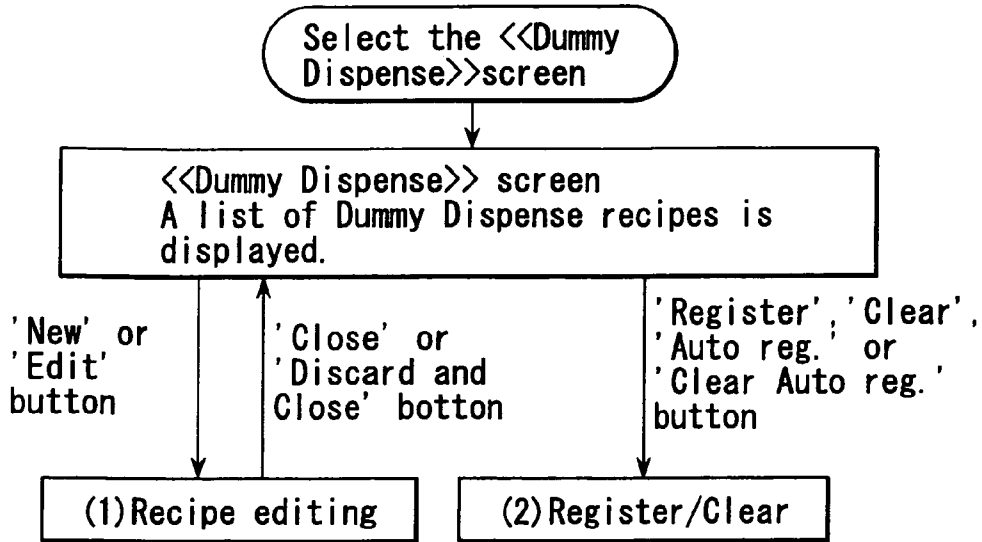 Select the <<Dummy
Dispense>>screen
<<Dummy Dispense>> screen
A list of Dummy Dispense recipes is
displayed.
'New' or
'Edit'
button
'Close' or
'Discard and
Close' botton
'Register','Clear',
'Auto reg.' or
'Clear Auto reg.'
button
(1)Recipe editing
(2)Register/Clear